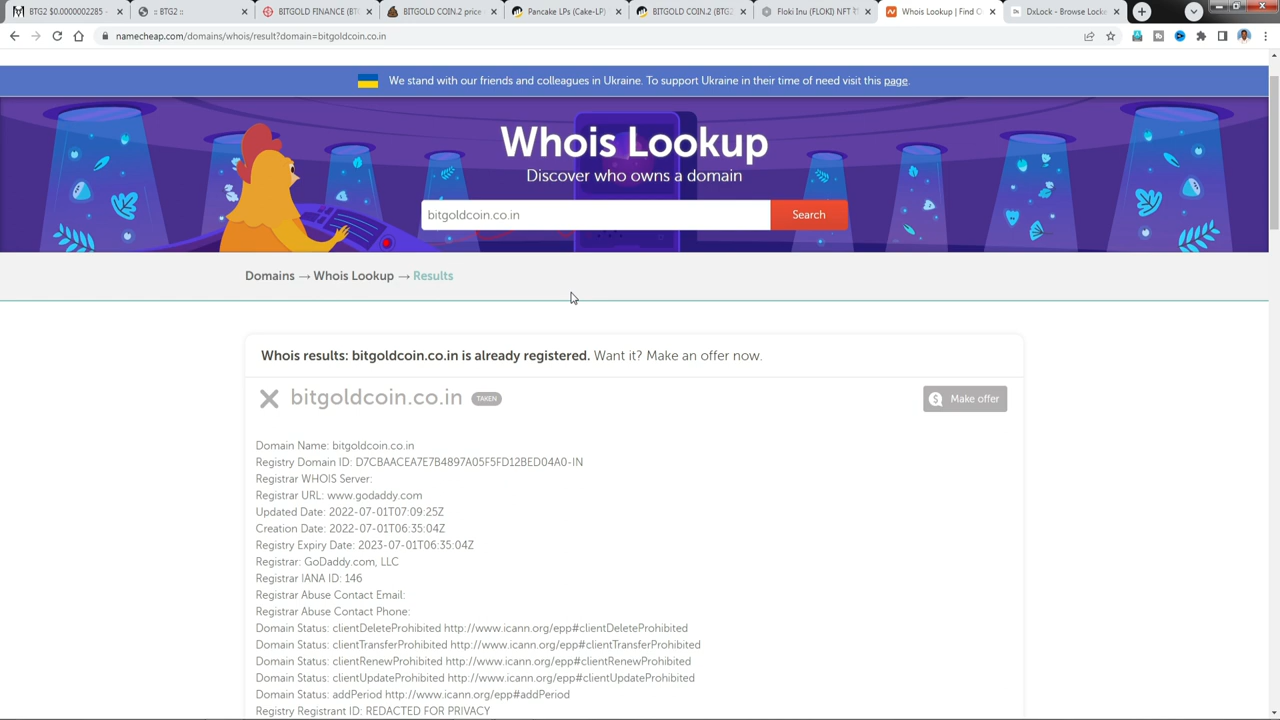 BTG2 $0.0000002285 -
:: BTG2 ::
BITGOLD FINANCE (BT
BITGOLD COIN.2 price
Pancake LPs (Cake-LP)
BITGOLD COIN.2 (BTG
Floki Inu (FLOKI) NFT
Whois Lookup | Find O
DxLock - Browse Locke
namecheap.com/domains/whois/result?domain=bitgoldcoin.co.in
We stand with our friends and colleagues in Ukraine. To support Ukraine in their time of need visit this page.
Whois Lookup
Discover who owns a domain
bitgoldcoin.co.in
Search
Domains → Whois Lookup → Results
Whois results: bitgoldcoin.co.in is already registered. Want it? Make an offer now.
bitgoldcoin.co.in TAKEN
Make offer
Domain Name: bitgoldcoin.co.in
Registry Domain ID: D7CBAACEA7E7B4897A05F5FD12BED04A0-IN
Registrar WHOIS Server:
Registrar URL: www.godaddy.com
Updated Date: 2022-07-01T07:09:25Z
Creation Date: 2022-07-01T06:35:04Z
Registry Expiry Date: 2023-07-01T06:35:04Z
Registrar: GoDaddy.com, LLC
Registrar IANA ID: 146
Registrar Abuse Contact Email:
Registrar Abuse Contact Phone:
Domain Status: clientDeleteProhibited http://www.icann.org/epp#clientDeleteProhibited
Domain Status: clientTransferProhibited http://www.icann.org/epp#clientTransferProhibited
Domain Status: clientRenewProhibited http://www.icann.org/epp#clientRenewProhibited
Domain Status: clientUpdateProhibited http://www.icann.org/epp#clientUpdateProhibited
Domain Status: addPeriod http://www.icann.org/epp#addPeriod
Registry Registrant ID: REDACTED FOR PRIVACY